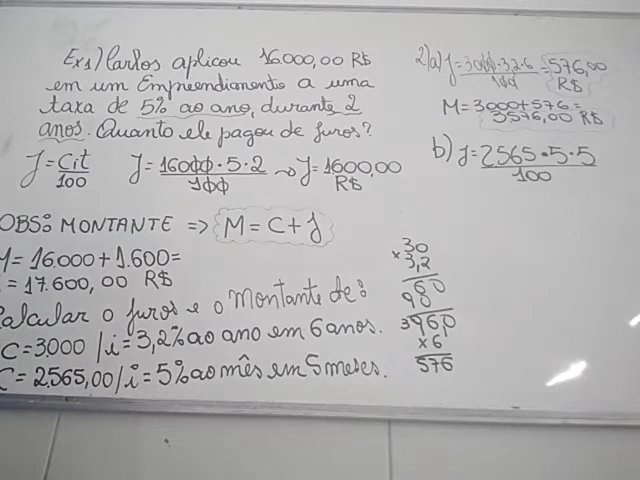 Ex1) Carlos aplicou 16.000,00 R$
em um Empreendimento a uma
taxa de 5% ao ano, durante 2
anos. Quanto ele pagou de juros?
J = Cit/100 J = 16000·5·2/100 → J = 1600,00 R$
OBS: MONTANTE => M = C + J
M = 16.000 + 1.600 =
= 17.600,00 R$
Calcular o juros e o montante de:
C = 3000 / i = 3,2% ao ano em 6 anos.
C = 2.565,00 / i = 5% ao mês em 5 meses.
2) a) J = 3000·3,2·6/100 = 576,00 R$
M = 3000 + 576 =
3.576,00 R$
b) J = 2565·5·5/100
30
× 3,2
60
90
96,0
× 6
576